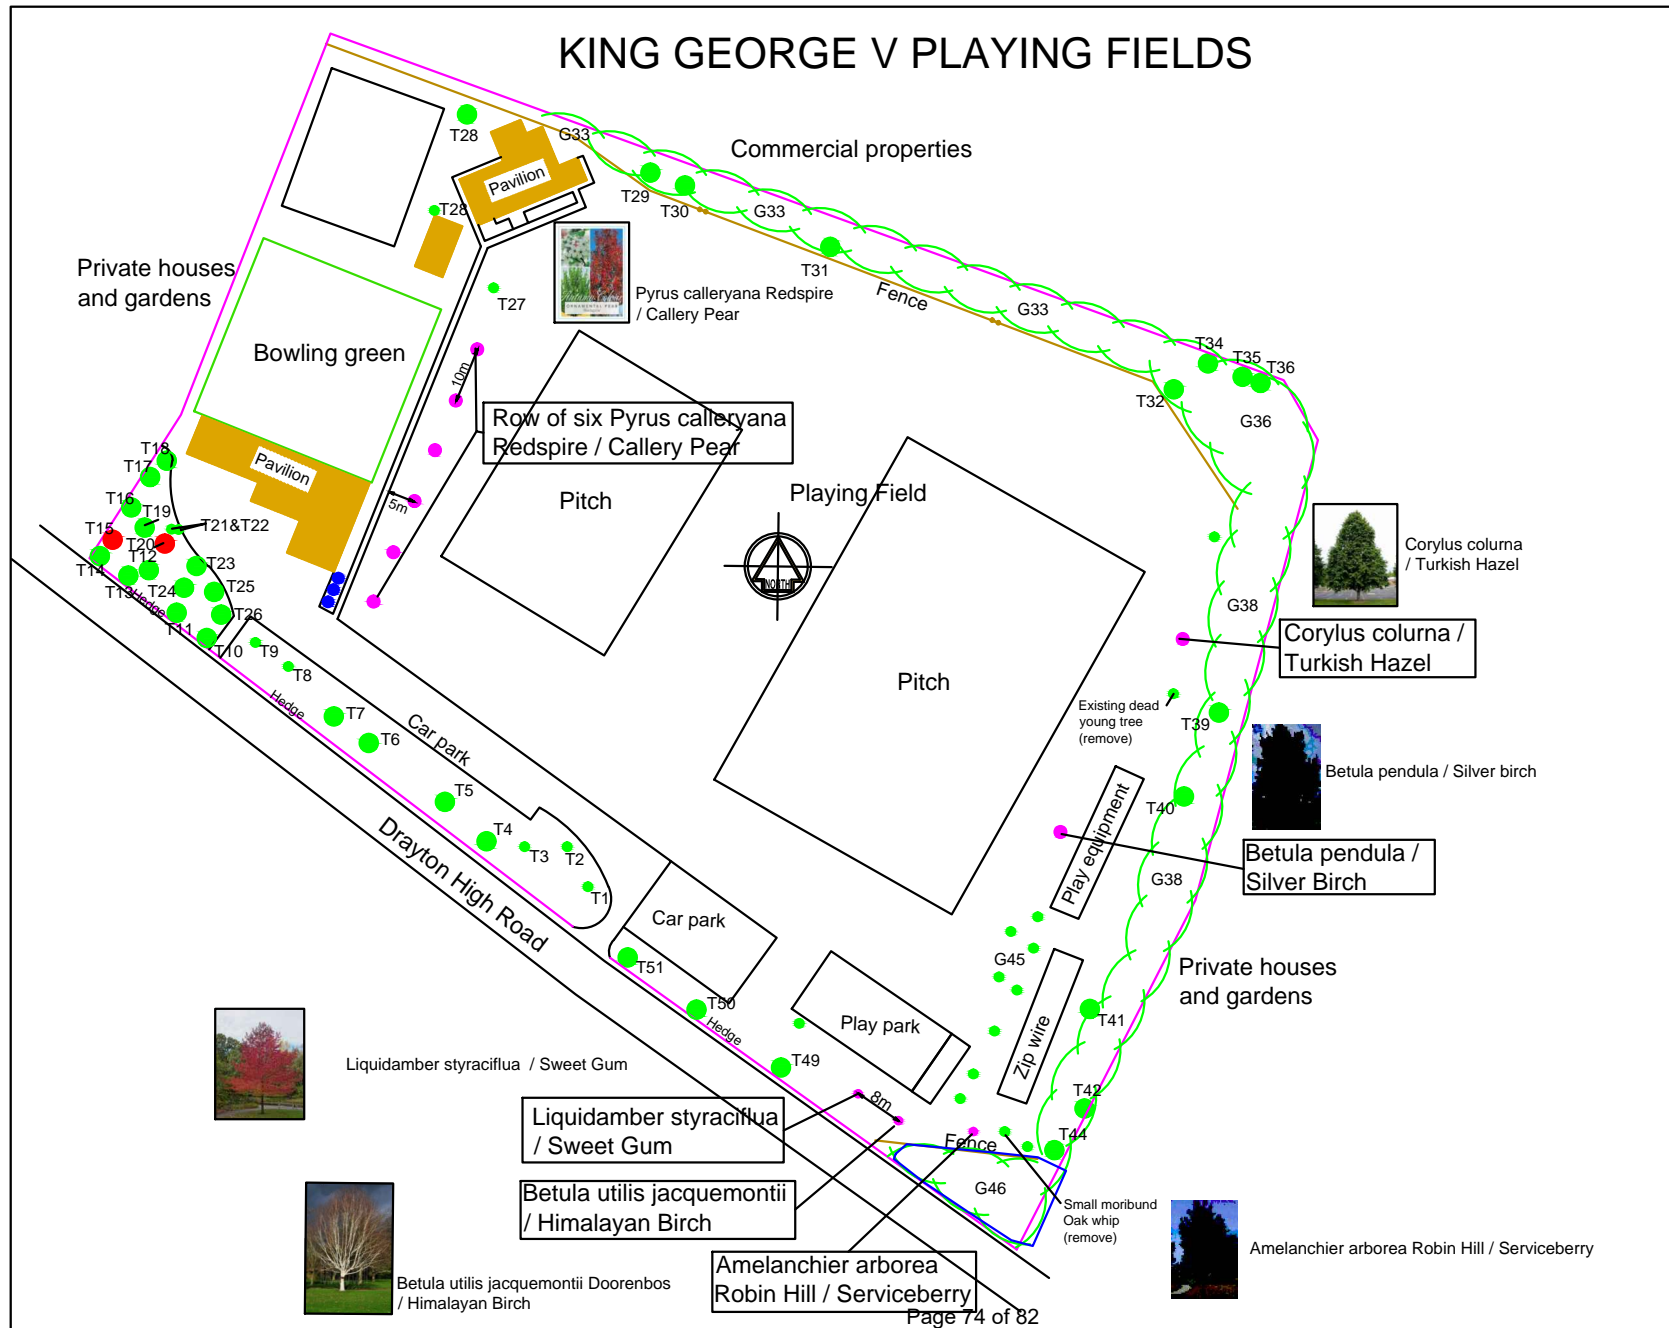 KING GEORGE V PLAYING FIELDS
T28
G33
Commercial properties
Pavilion
T29
T30
G33
T28
Private houses
and gardens
T31
Fence
T27
Pyrus calleryana Redspire
/ Callery Pear
G33
T34
T35
T36
T32
G36
Bowling green
10m
Row of six Pyrus calleryana
Redspire / Callery Pear
Pavilion
5m
Pitch
Playing Field
NORTH
T18
T17
T16
T19
T15
T21&T22
T20
T12
T14
T23
T13
T24
T25
Hedge
T26
T11
T10
T9
T8
Hedge
T7
T6
Car park
T5
T4
T3
T2
T1
Drayton High Road
Corylus colurna
/ Turkish Hazel
G38
Corylus colurna /
Turkish Hazel
Pitch
Existing dead
young tree
(remove)
T39
Betula pendula / Silver birch
T40
Play equipment
Betula pendula /
Silver Birch
G38
Car park
T51
T50
Hedge
T49
Play park
G45
Zip wire
Private houses
and gardens
T41
T42
T44
8m
Fence
G46
Small moribund
Oak whip
(remove)
Liquidamber styraciflua / Sweet Gum
Liquidamber styraciflua
/ Sweet Gum
Betula utilis jacquemontii
/ Himalayan Birch
Betula utilis jacquemontii Doorenbos
/ Himalayan Birch
Amelanchier arborea
Robin Hill / Serviceberry
Amelanchier arborea Robin Hill / Serviceberry
Page 74 of 82